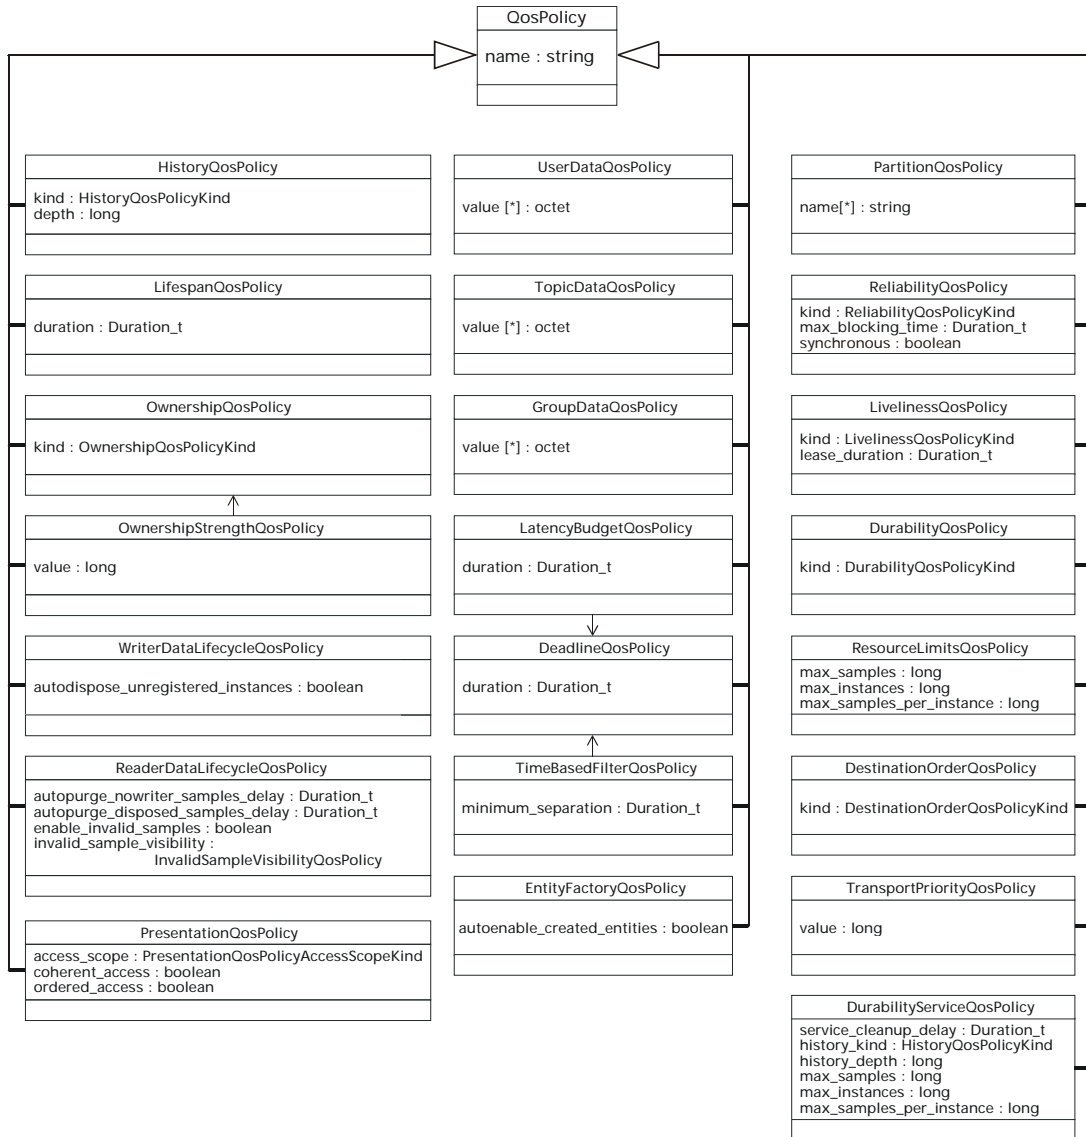 QosPolicy
name : string
HistoryQosPolicy
kind : HistoryQosPolicyKind
depth : long
LifespanQosPolicy
duration : Duration_t
OwnershipQosPolicy
kind : OwnershipQosPolicyKind
OwnershipStrengthQosPolicy
value : long
WriterDataLifecycleQosPolicy
autodispose_unregistered_instances : boolean
ReaderDataLifecycleQosPolicy
autopurge_nowriter_samples_delay : Duration_t
autopurge_disposed_samples_delay : Duration_t
enable_invalid_samples : boolean
invalid_sample_visibility :
InvalidSampleVisibilityQosPolicy
PresentationQosPolicy
access_scope : PresentationQosPolicyAccessScopeKind
coherent_access : boolean
ordered_access : boolean
UserDataQosPolicy
value [*] : octet
TopicDataQosPolicy
value [*] : octet
GroupDataQosPolicy
value [*] : octet
LatencyBudgetQosPolicy
duration : Duration_t
DeadlineQosPolicy
duration : Duration_t
TimeBasedFilterQosPolicy
minimum_separation : Duration_t
EntityFactoryQosPolicy
autoenable_created_entities : boolean
PartitionQosPolicy
name[*] : string
ReliabilityQosPolicy
kind : ReliabilityQosPolicyKind
max_blocking_time : Duration_t
synchronous : boolean
LivelinessQosPolicy
kind : LivelinessQosPolicyKind
lease_duration : Duration_t
DurabilityQosPolicy
kind : DurabilityQosPolicyKind
ResourceLimitsQosPolicy
max_samples : long
max_instances : long
max_samples_per_instance : long
DestinationOrderQosPolicy
kind : DestinationOrderQosPolicyKind
TransportPriorityQosPolicy
value : long
DurabilityServiceQosPolicy
service_cleanup_delay : Duration_t
history_kind : HistoryQosPolicyKind
history_depth : long
max_samples : long
max_instances : long
max_samples_per_instance : long